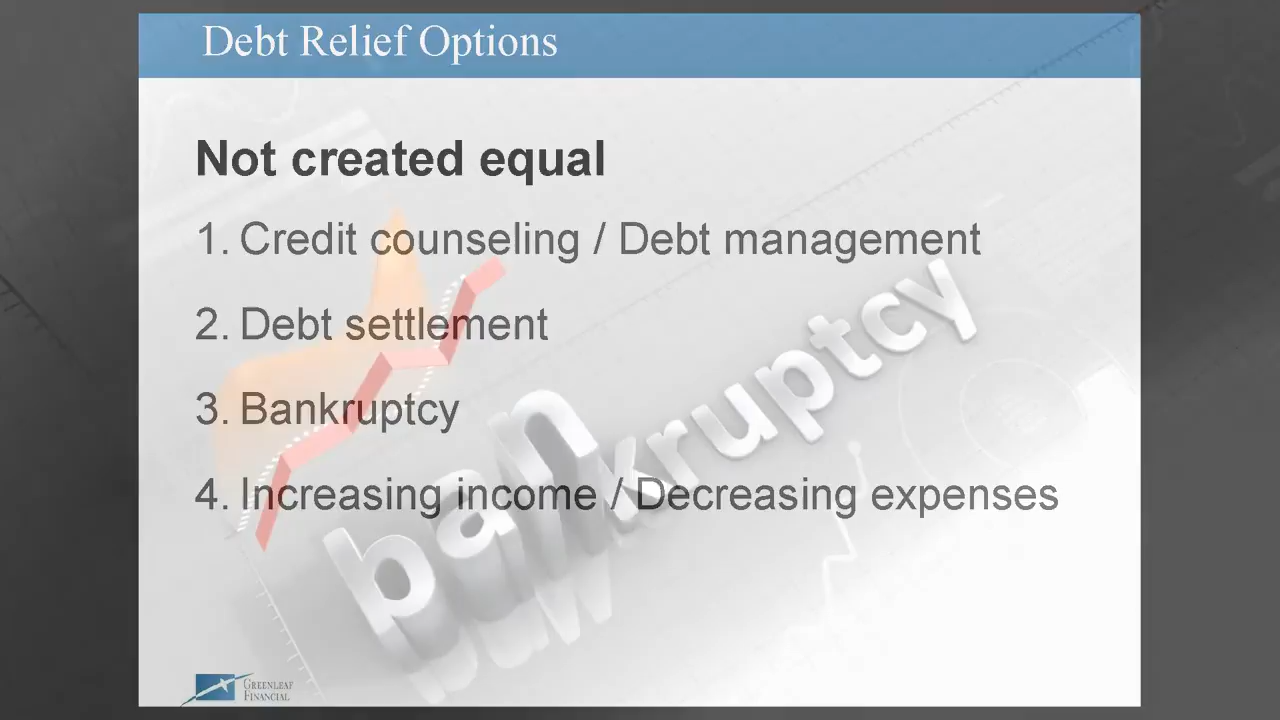 Debt Relief Options
Not created equal
1. Credit counseling / Debt management
2. Debt settlement
3. Bankruptcy
4. Increasing income / Decreasing expenses
bankruptcy
GREENLEAF
FINANCIAL